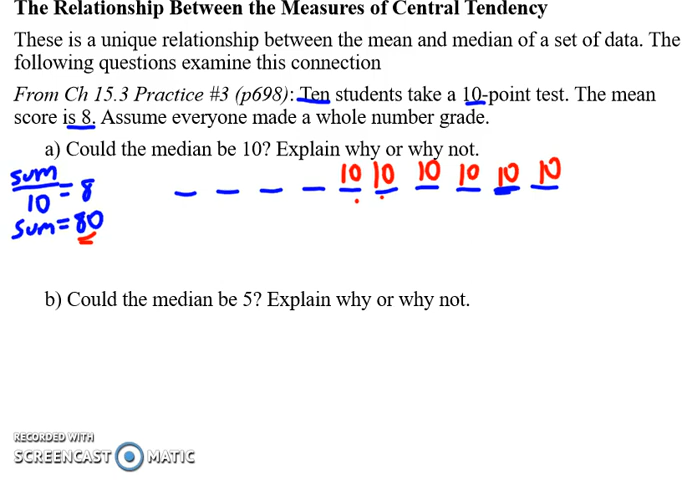 The Relationship Between the Measures of Central Tendency
These is a unique relationship between the mean and median of a set of data. The
following questions examine this connection
From Ch 15.3 Practice #3 (p698): Ten students take a 10-point test. The mean
score is 8. Assume everyone made a whole number grade.
a) Could the median be 10? Explain why or why not.
sum
10 = 8
10 10 10 10 10 10
sum = 80
b) Could the median be 5? Explain why or why not.
RECORDED WITH
SCREENCAST MATIC